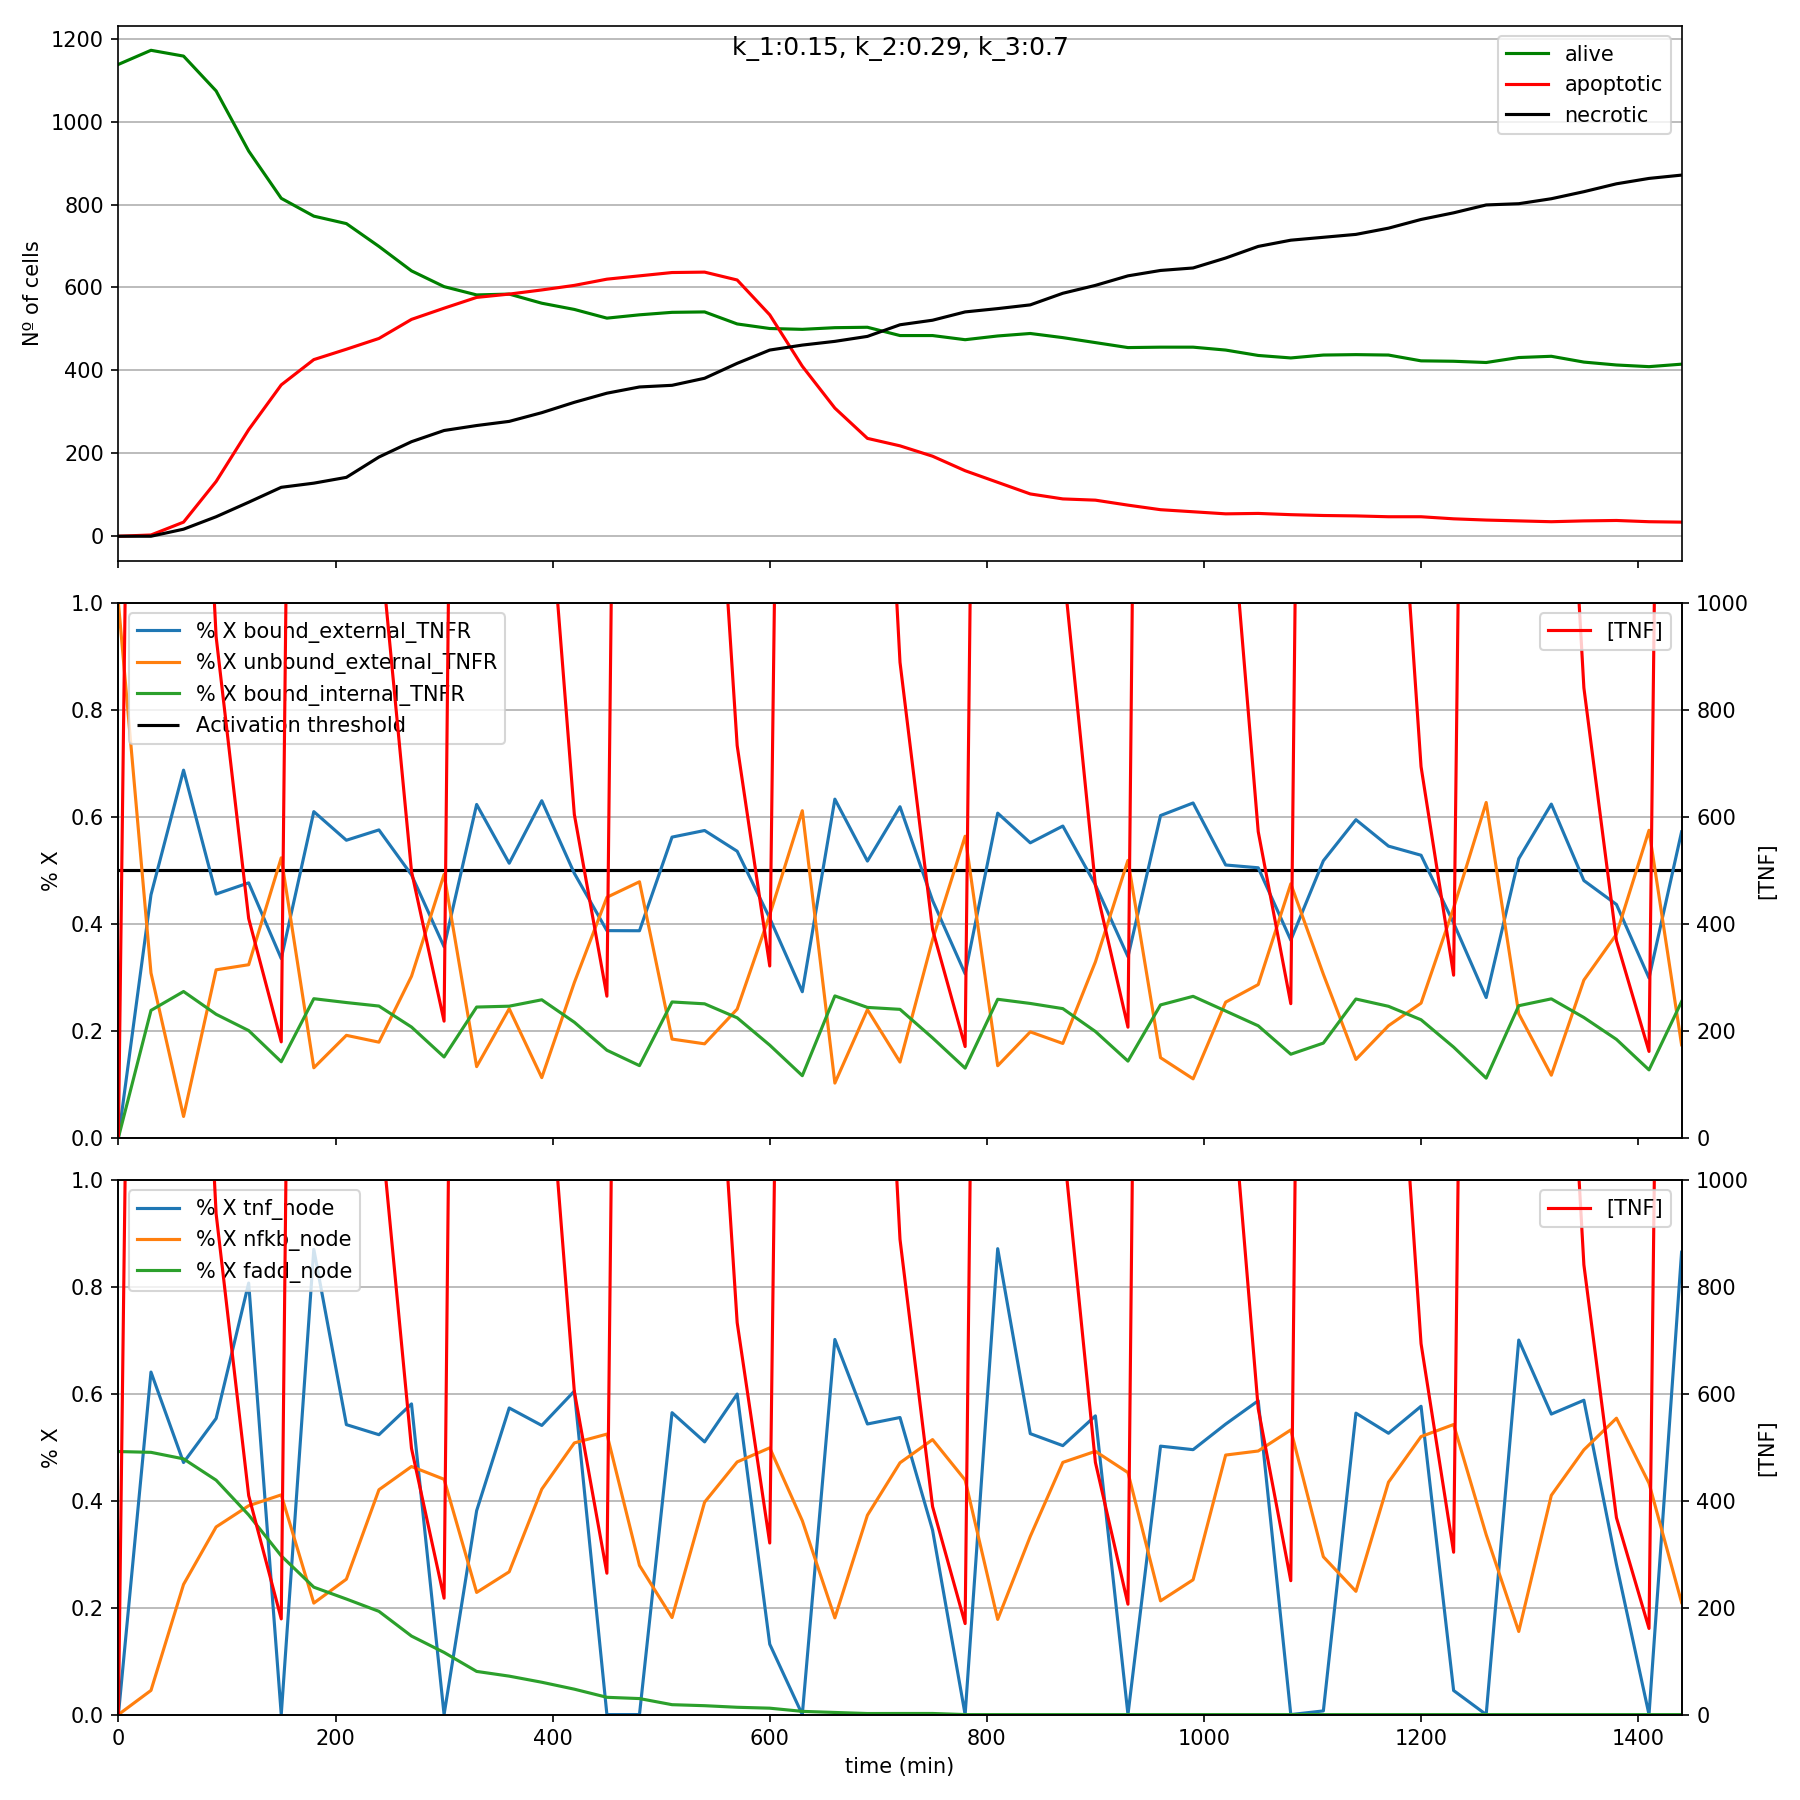 k_1:0.15, k_2:0.29, k_3:0.7
1200
1000
800
600
400
200
0
Nº of cells
alive
apoptotic
necrotic
1.0
0.8
0.6
0.4
0.2
0.0
% X
% X bound_external_TNFR
% X unbound_external_TNFR
% X bound_internal_TNFR
Activation threshold
[TNF]
1000
800
600
400
200
0
[TNF]
1.0
0.8
0.6
0.4
0.2
0.0
% X
% X tnf_node
% X nfkb_node
% X fadd_node
[TNF]
1000
800
600
400
200
0
[TNF]
0 200 400 600 800 1000 1200 1400
time (min)